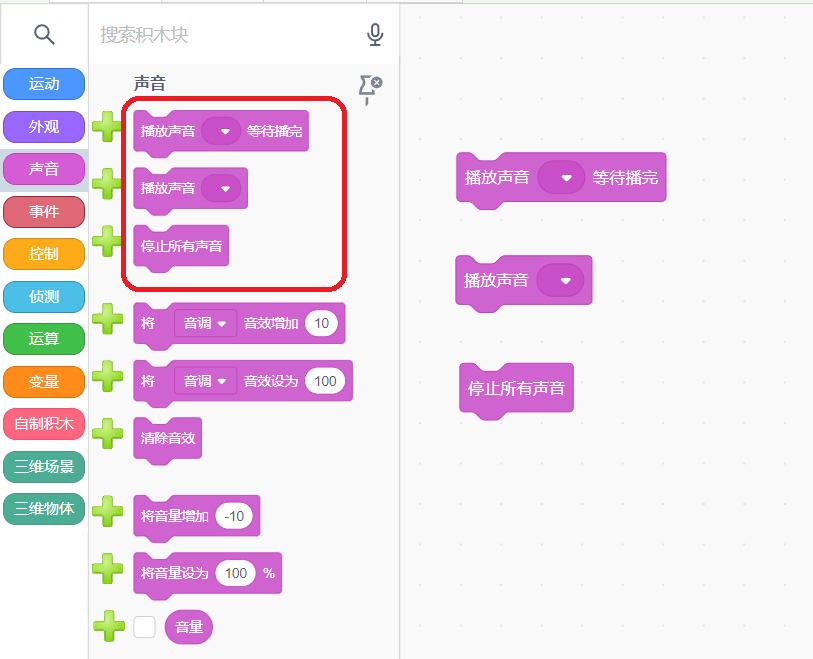 搜索积木块
运动
外观
声音
事件
控制
侦测
运算
变量
自制积木
三维场景
三维物体
声音
播放声音 等待播完
播放声音
停止所有声音
将 音调 音效增加 10
将 音调 音效设为 100
清除音效
将音量增加 -10
将音量设为 100 %
音量
播放声音 等待播完
播放声音
停止所有声音